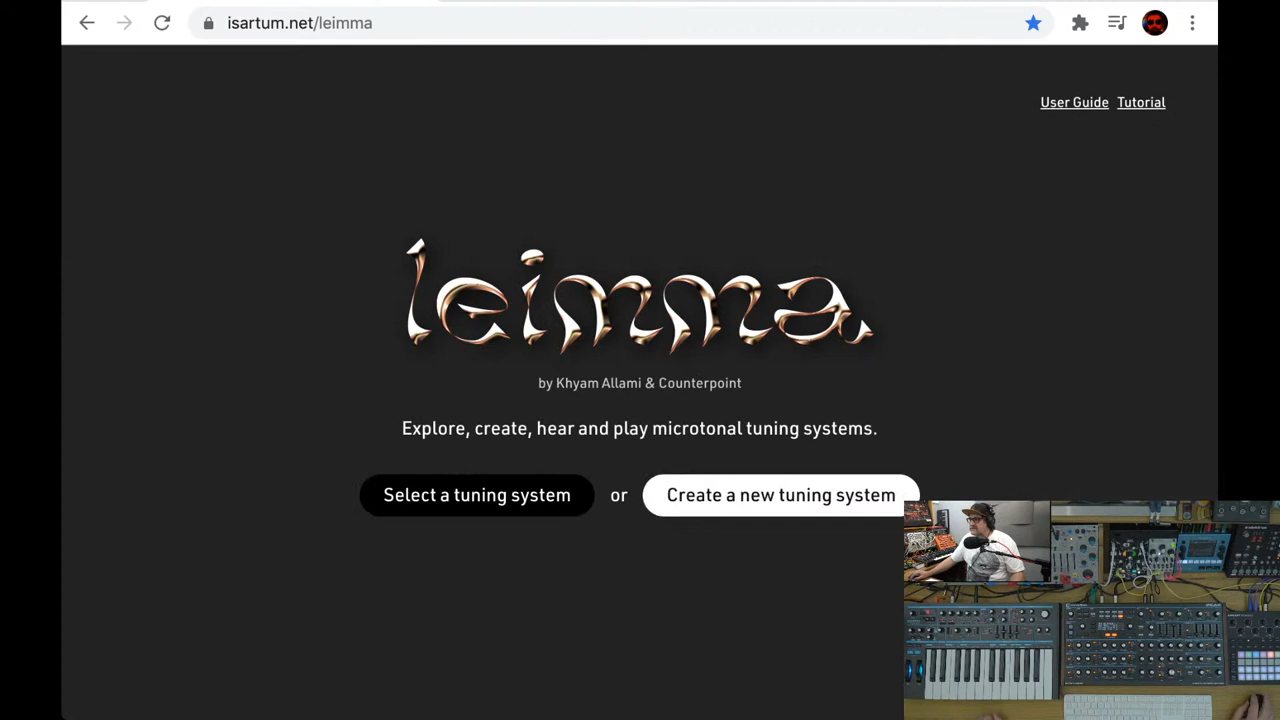 isartum.net/leimma
User Guide Tutorial
leimma.
by Khyam Allami & Counterpoint
Explore, create, hear and play microtonal tuning systems.
Select a tuning system or Create a new tuning system